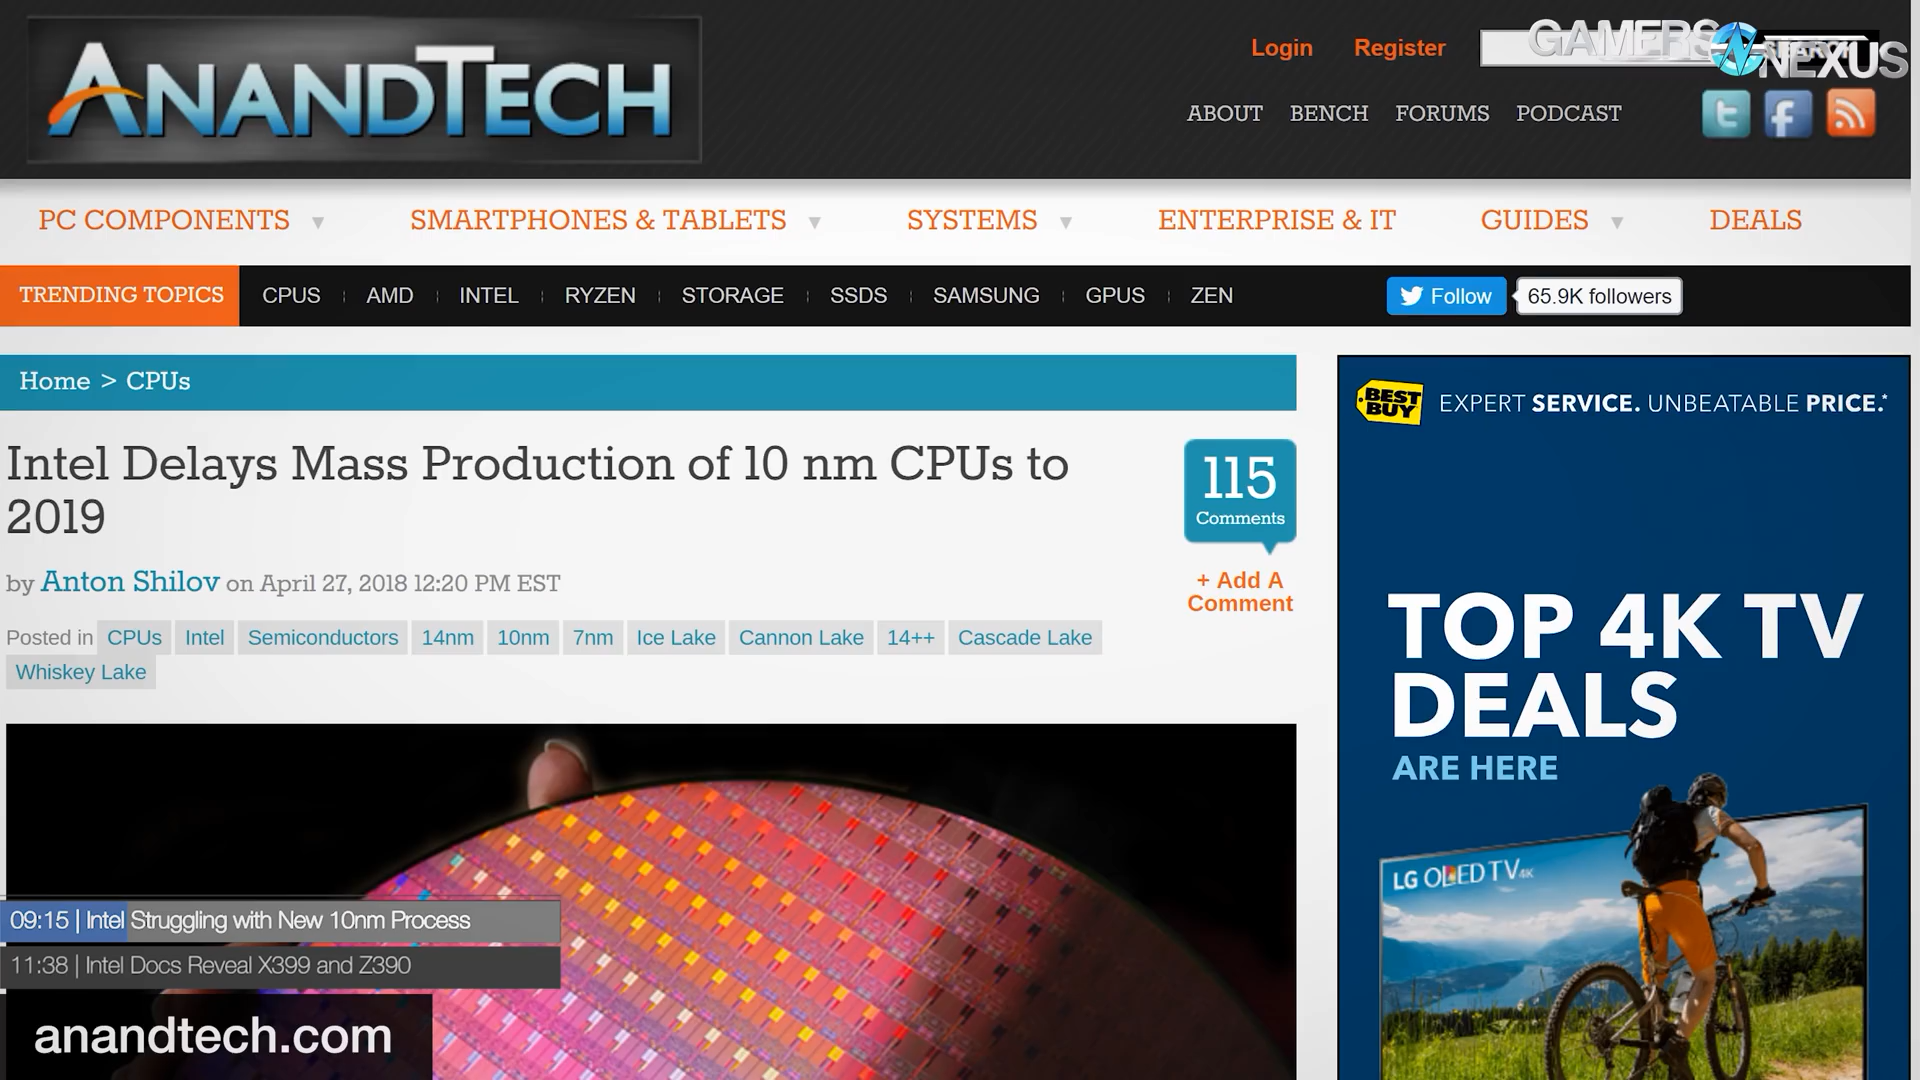 ANANDTECH
Login Register
GAMERS NEXUS
ABOUT BENCH FORUMS PODCAST
PC COMPONENTS SMARTPHONES & TABLETS SYSTEMS ENTERPRISE & IT GUIDES DEALS
TRENDING TOPICS CPUS AMD INTEL RYZEN STORAGE SSDS SAMSUNG GPUS ZEN
Follow 65.9K followers
Home > CPUs
Intel Delays Mass Production of 10 nm CPUs to
2019
115
Comments
by Anton Shilov on April 27, 2018 12:20 PM EST
+ Add A
Comment
Posted in CPUs Intel Semiconductors 14nm 10nm 7nm Ice Lake Cannon Lake 14++ Cascade Lake
Whiskey Lake
BEST BUY EXPERT SERVICE. UNBEATABLE PRICE.*
TOP 4K TV
DEALS
ARE HERE
LG OLED TV 4K
09:15 | Intel Struggling with New 10nm Process
11:38 | Intel Docs Reveal X399 and Z390
anandtech.com